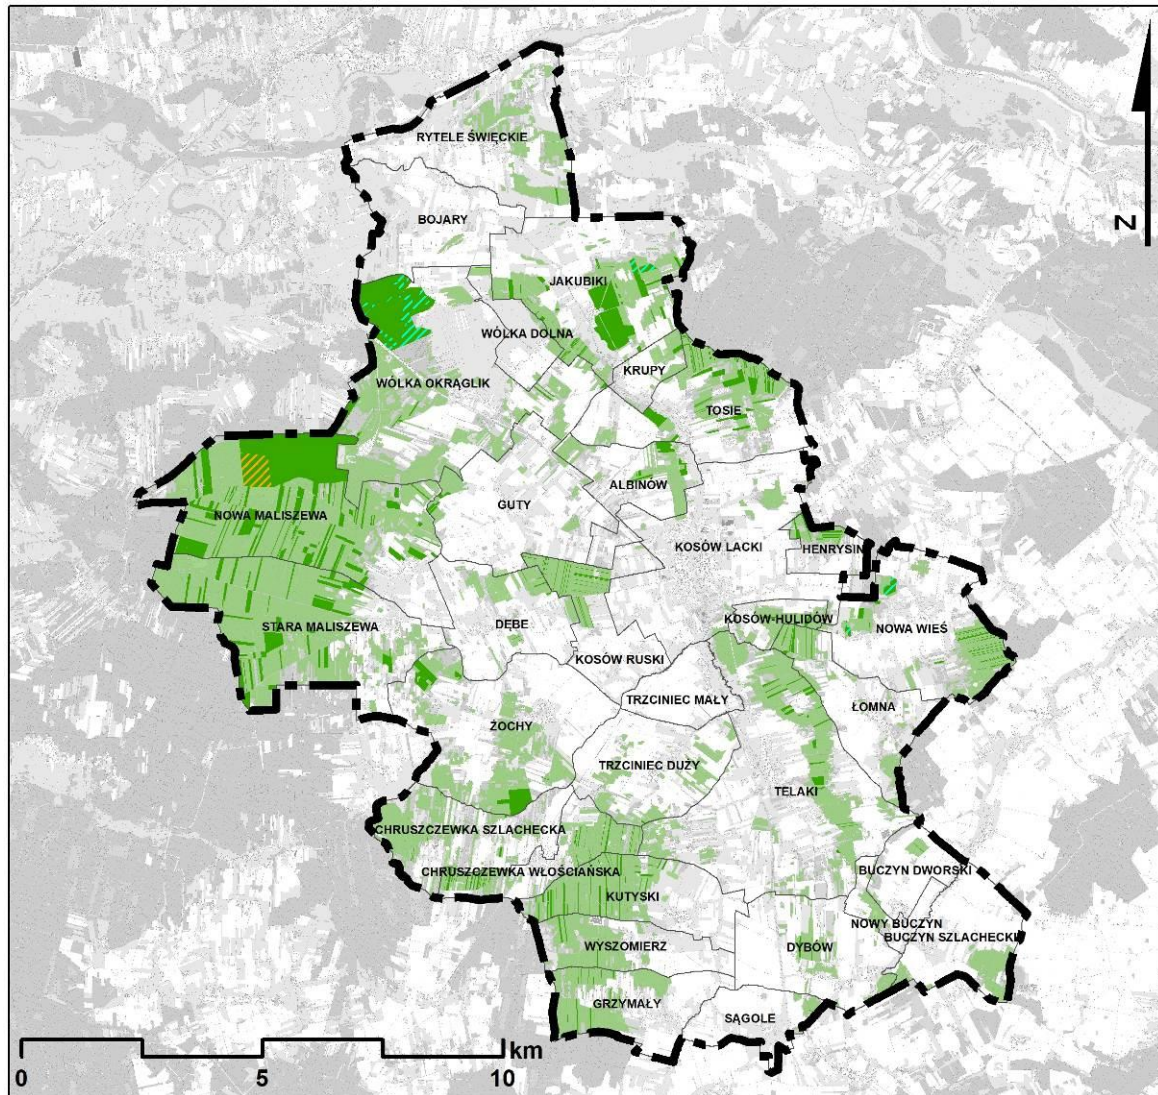 RYTELE ŚWIĘCKIE
BOJARY
N
JAKUBIKI
WÓLKA DOLNA
KRUPY
WÓLKA OKRĄGLIK
TOSIE
ALBINÓW
GUTY
NOWA MALISZEWA
KOSÓW LACKI
HENRYSIN
KOSÓW-HULIDÓW
DĘBE
STARA MALISZEWA
NOWA WIEŚ
KOSÓW RUSKI
TRZCINIEC MAŁY
ŁOMNA
ŻOCHY
TRZCINIEC DUŻY
TELAKI
CHRUSZCZEWKA SZLACHECKA
CHRUSZCZEWKA WŁOŚCIAŃSKA
BUCZYN DWORSKI
KUTYSKI
NOWY BUCZYN
BUCZYN SZLACHECKI
WYSZOMIERZ
DYBÓW
GRZYMAŁY
SĄGOLE
km
0 5 10